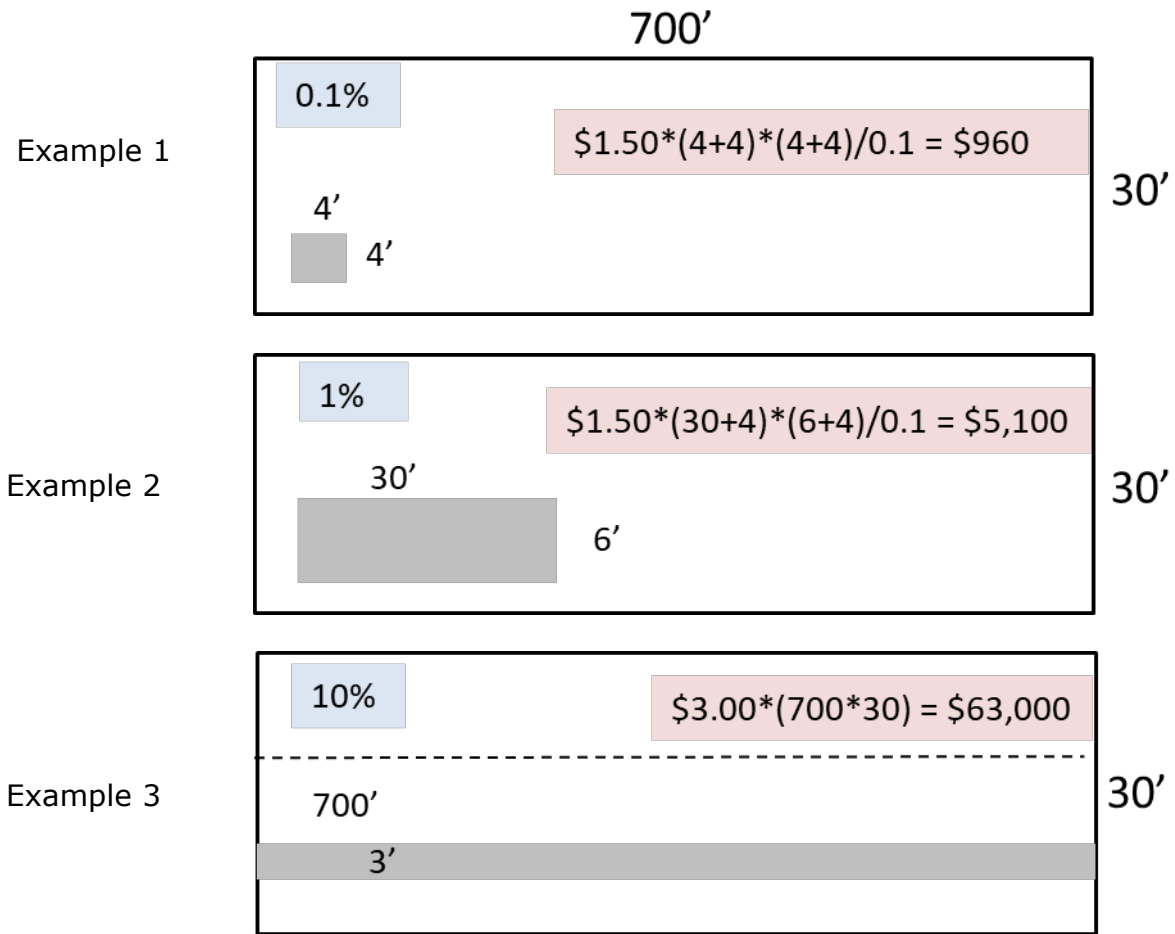 700’
Example 1
0.1%
$1.50*(4+4)*(4+4)/0.1 = $960
30’
4’
4’
Example 2
1%
$1.50*(30+4)*(6+4)/0.1 = $5,100
30’
30’
6’
Example 3
10%
$3.00*(700*30) = $63,000
30’
700’
3’